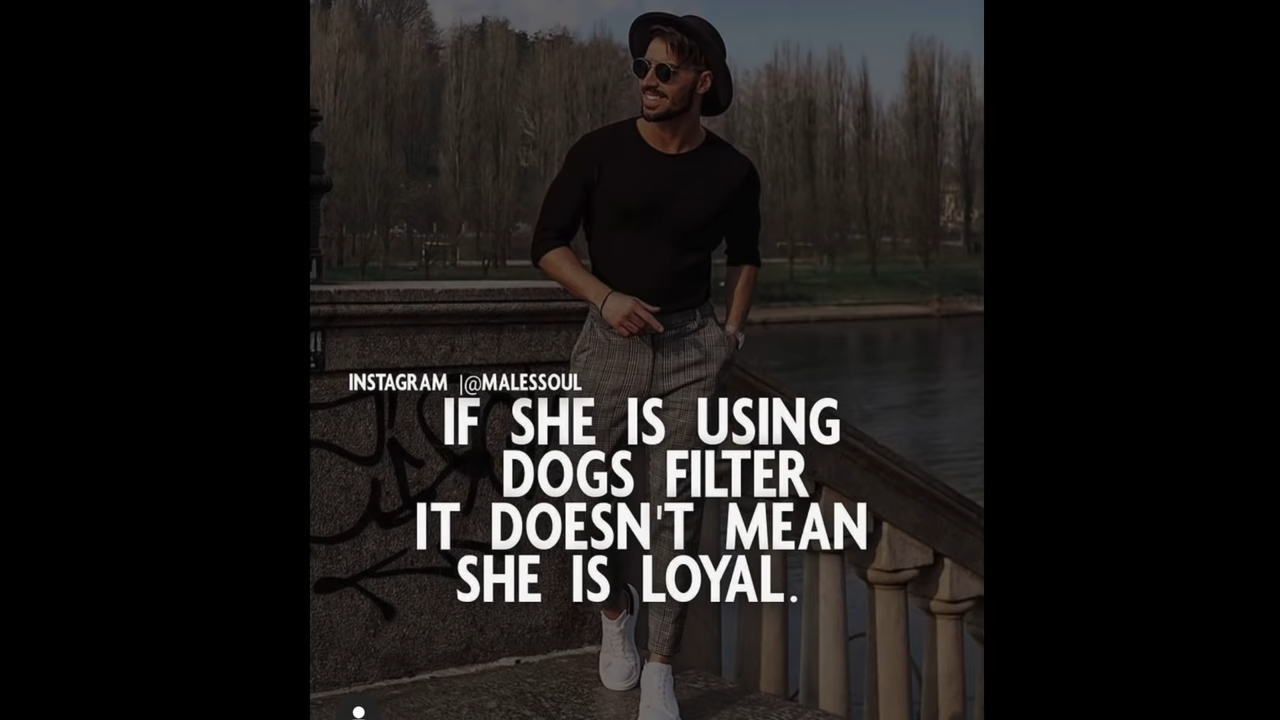 INSTAGRAM |@MALESSOUL
IF SHE IS USING
DOGS FILTER
IT DOESN'T MEAN
SHE IS LOYAL.